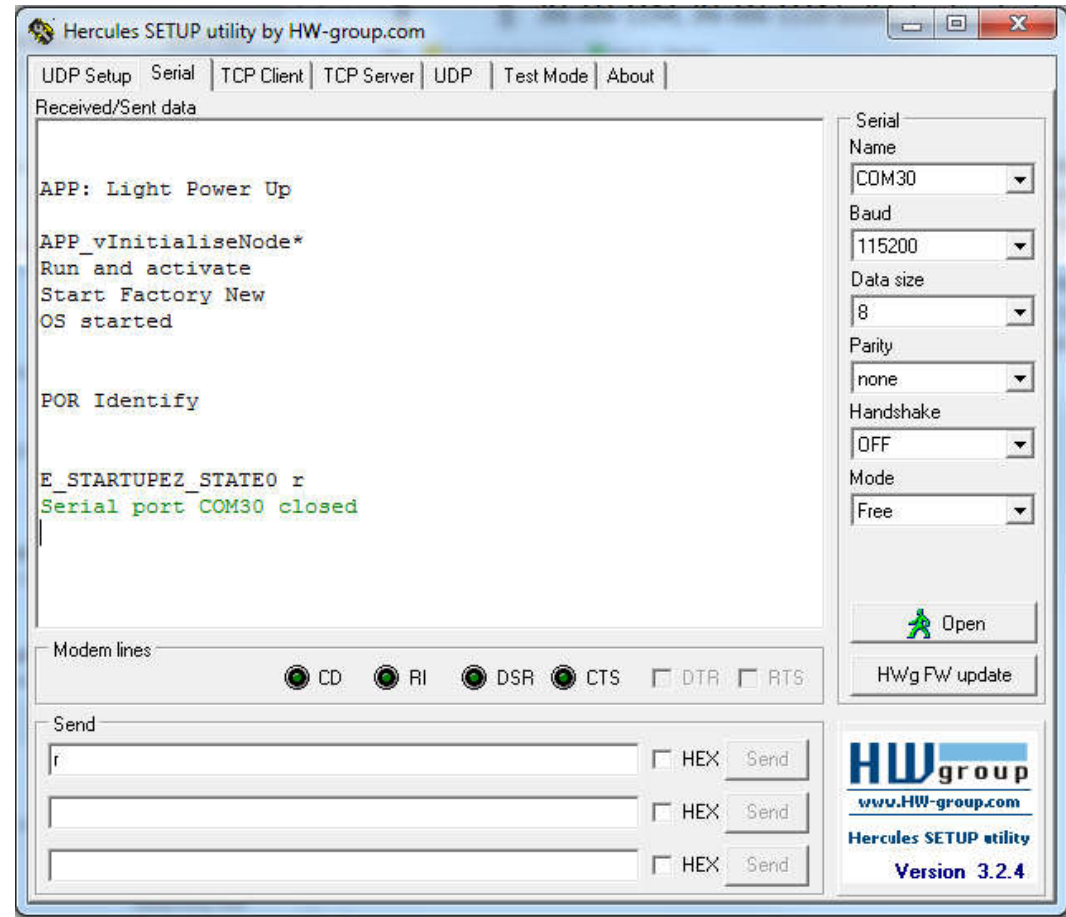 Hercules SETUP utility by HW-group.com
UDP Setup Serial TCP Client TCP Server UDP Test Mode About
Received/Sent data
APP: Light Power Up
APP_vInitialiseNode*
Run and activate
Start Factory New
OS started
POR Identify
E_STARTUPEZ_STATE0 r
Serial port COM30 closed
Serial
Name
COM30
Baud
115200
Data size
8
Parity
none
Handshake
OFF
Mode
Free
Open
HWg FW update
Modem lines
CD RI DSR CTS DTR RTS
Send
r HEX Send
HEX Send
HEX Send
HW group
www.HW-group.com
Hercules SETUP utility
Version 3.2.4